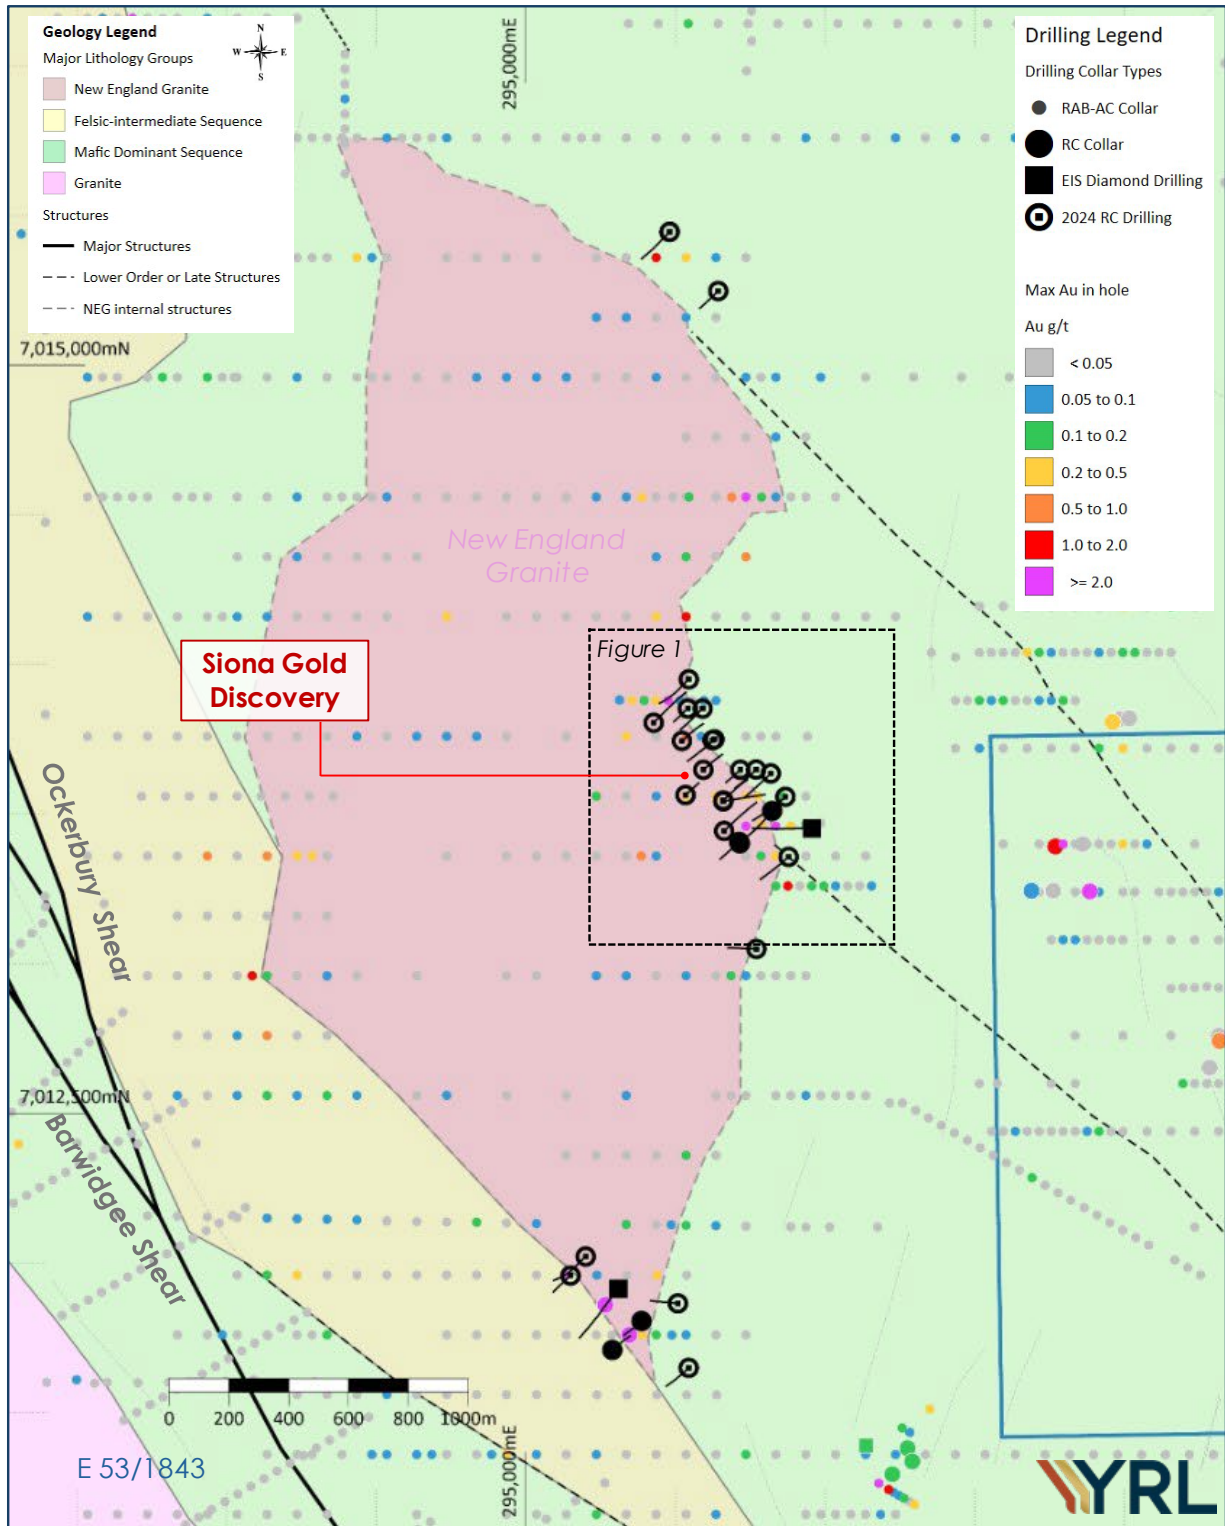 Geology Legend
N
W E
S
Major Lithology Groups
New England Granite
Felsic-intermediate Sequence
Mafic Dominant Sequence
Granite
Structures
Major Structures
Lower Order or Late Structures
NEG internal structures
295,000mE
Drilling Legend
Drilling Collar Types
RAB-AC Collar
RC Collar
EIS Diamond Drilling
2024 RC Drilling
Max Au in hole
Au g/t
< 0.05
0.05 to 0.1
0.1 to 0.2
0.2 to 0.5
0.5 to 1.0
1.0 to 2.0
>= 2.0
7,015,000mN
New England
Granite
Figure 1
Siona Gold
Discovery
Ockerbury Shear
7,012,500mN
Barwidgee Shear
0 200 400 600 800 1000m
295,000mE
E 53/1843
YRL